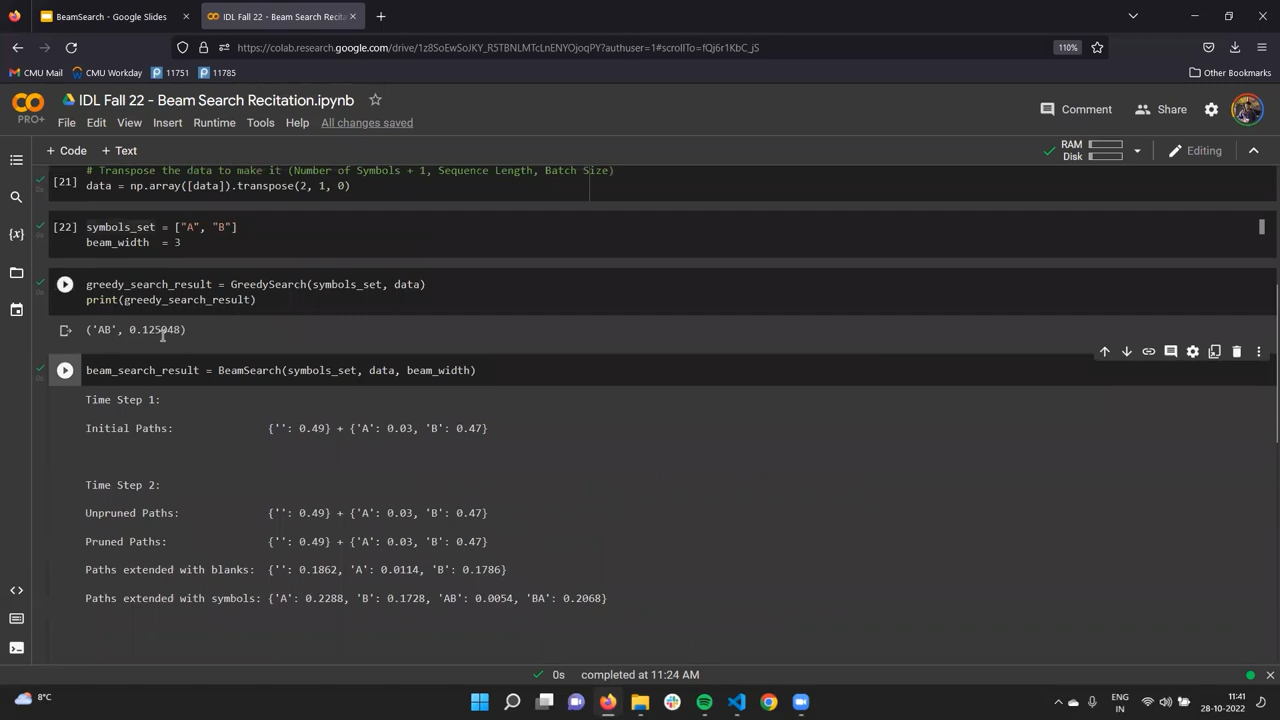 BeamSearch - Google Slides
IDL Fall 22 - Beam Search Recita
https://colab.research.google.com/drive/1z8SoEwSoJKY_R5TBNLMTcLnENYOjoqPY?authuser=1#scrollTo=fQj6r1KbC_jS
110%
CMU Mail
CMU Workday
11751
11785
Other Bookmarks
IDL Fall 22 - Beam Search Recitation.ipynb
PRO+
Comment
Share
File Edit View Insert Runtime Tools Help All changes saved
+ Code + Text
RAM
Disk
Editing
# Transpose the data to make it (Number of Symbols + 1, Sequence Length, Batch Size)
[21] data = np.array([data]).transpose(2, 1, 0)
[22] symbols_set = ["A", "B"]
beam_width = 3
greedy_search_result = GreedySearch(symbols_set, data)
print(greedy_search_result)
('AB', 0.125048)
beam_search_result = BeamSearch(symbols_set, data, beam_width)
Time Step 1:
Initial Paths: {'': 0.49} + {'A': 0.03, 'B': 0.47}
Time Step 2:
Unpruned Paths: {'': 0.49} + {'A': 0.03, 'B': 0.47}
Pruned Paths: {'': 0.49} + {'A': 0.03, 'B': 0.47}
Paths extended with blanks: {'': 0.1862, 'A': 0.0114, 'B': 0.1786}
Paths extended with symbols: {'A': 0.2288, 'B': 0.1728, 'AB': 0.0054, 'BA': 0.2068}
0s completed at 11:24 AM
8°C
ENG
IN
11:41
28-10-2022